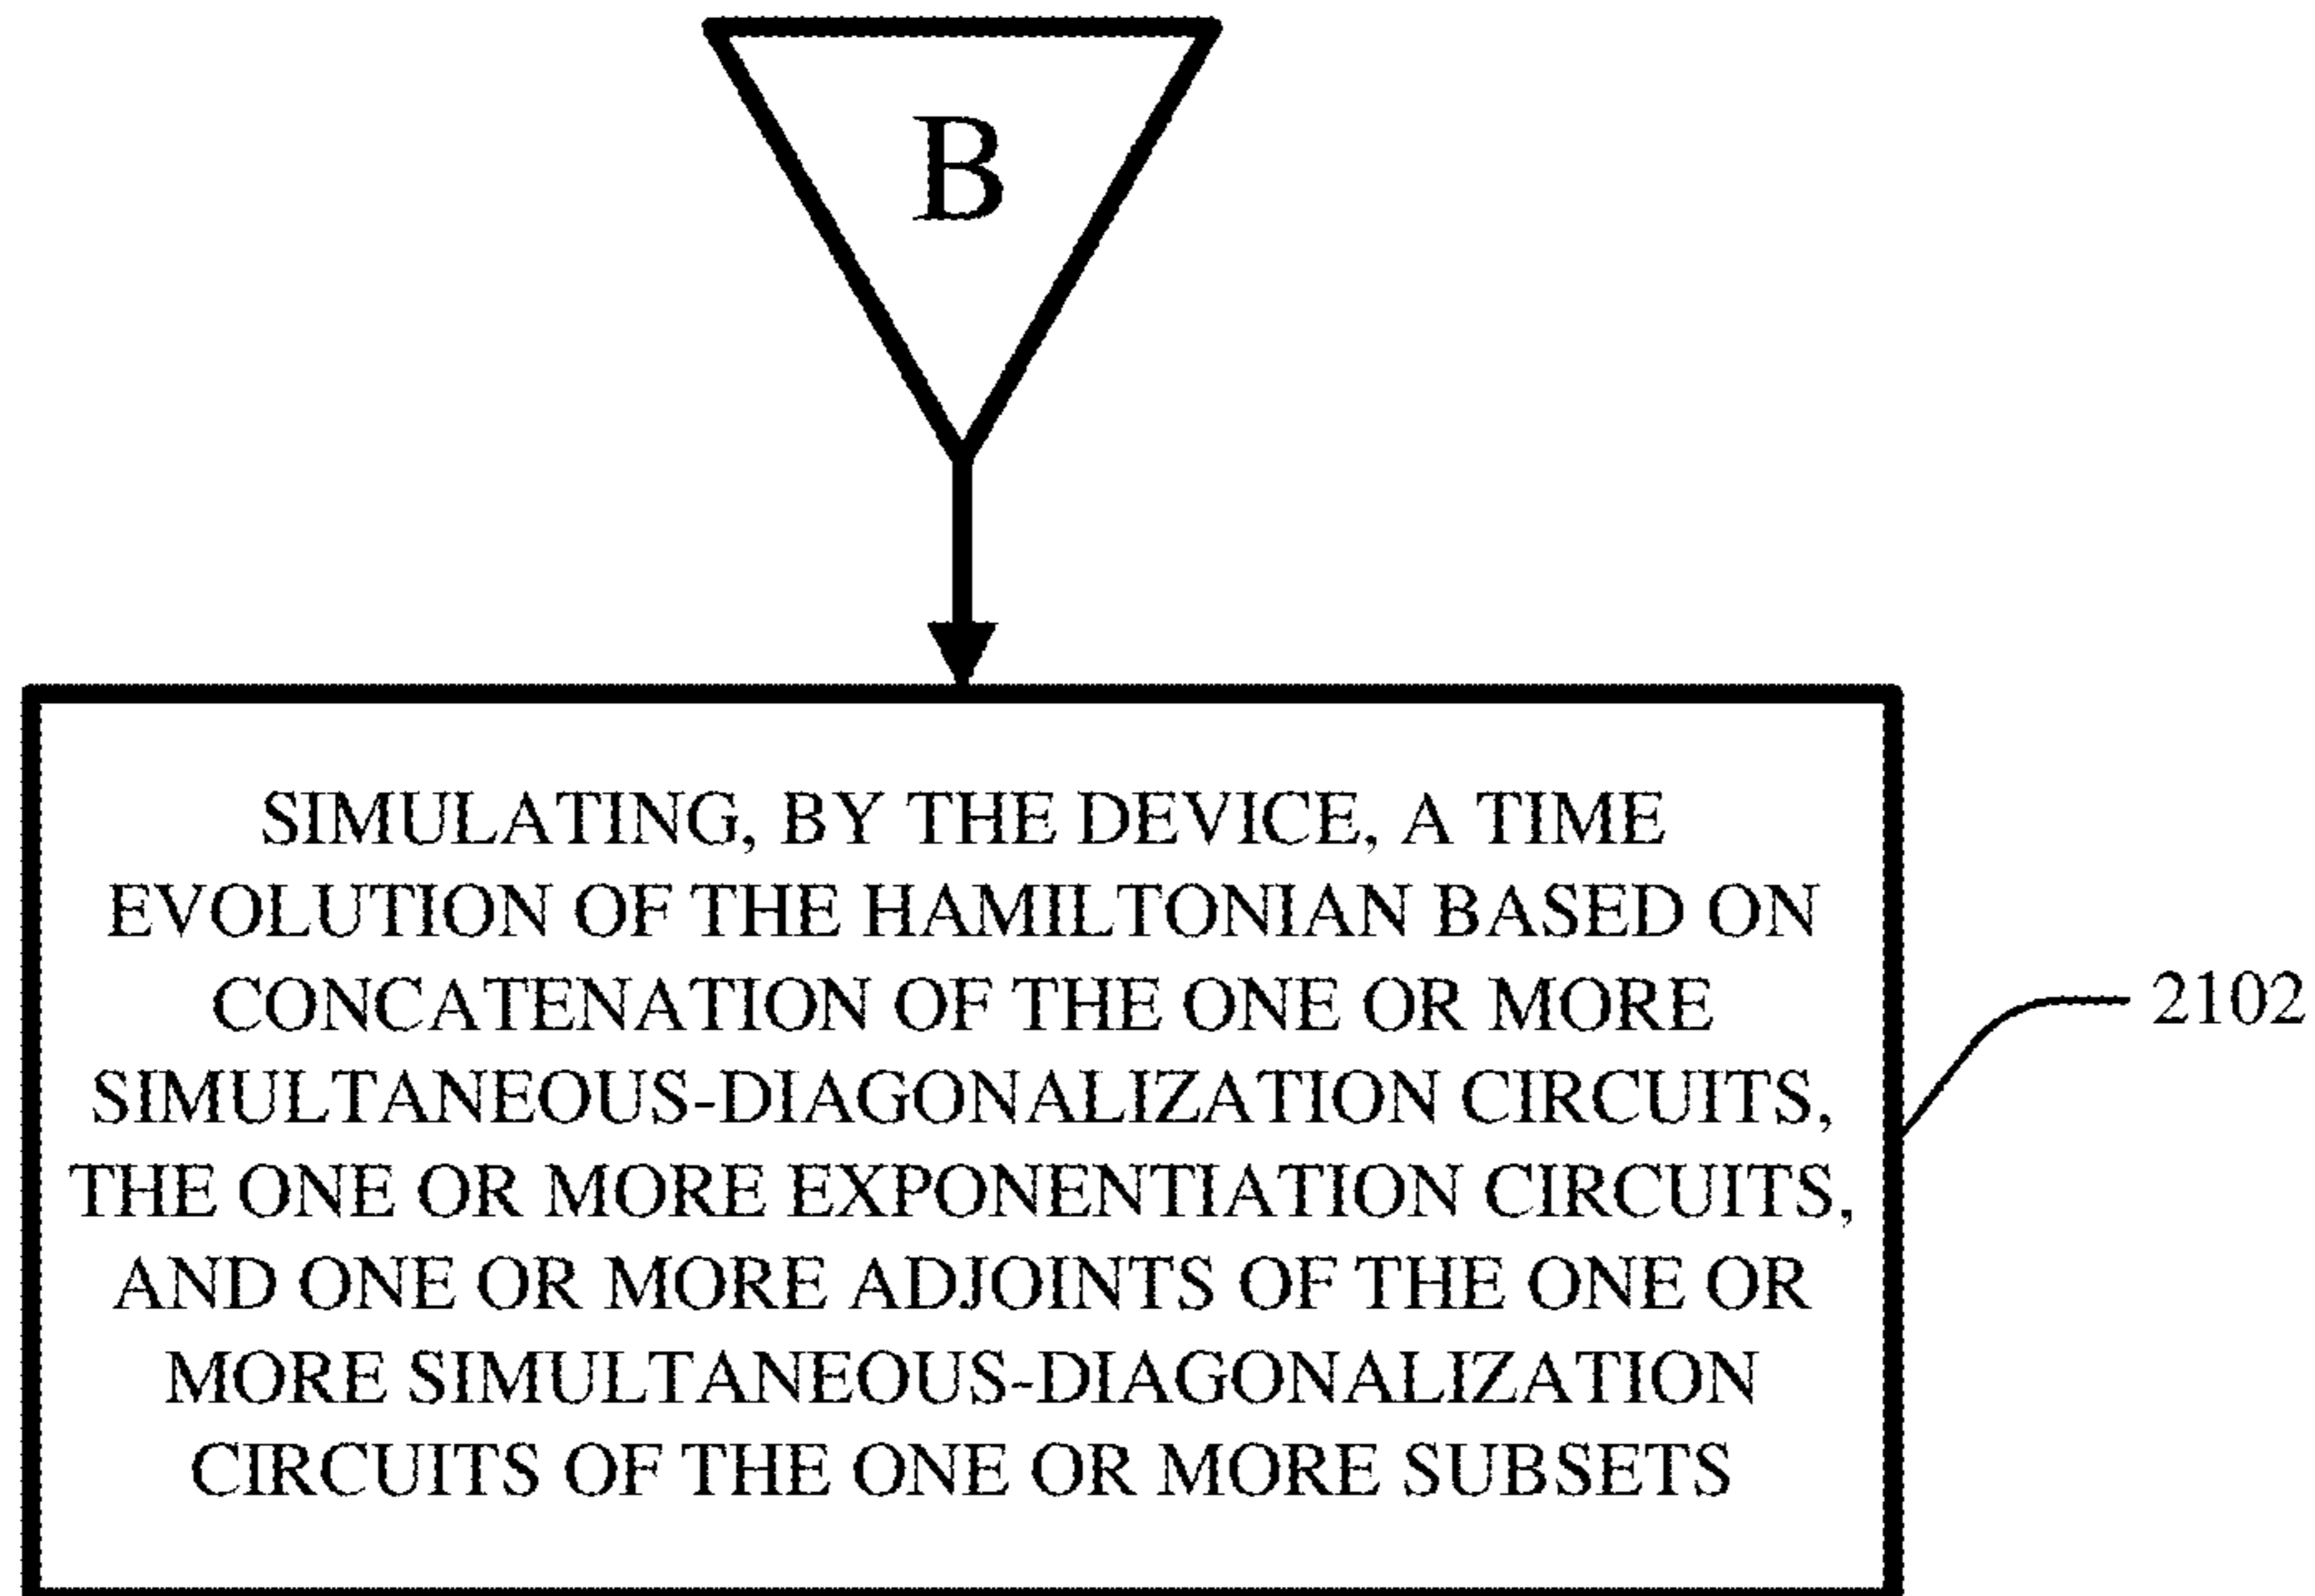 B
SIMULATING, BY THE DEVICE, A TIME
EVOLUTION OF THE HAMILTONIAN BASED ON
CONCATENATION OF THE ONE OR MORE
SIMULTANEOUS-DIAGONALIZATION CIRCUITS,
THE ONE OR MORE EXPONENTIATION CIRCUITS,
AND ONE OR MORE ADJOINTS OF THE ONE OR
MORE SIMULTANEOUS-DIAGONALIZATION
CIRCUITS OF THE ONE OR MORE SUBSETS
2102